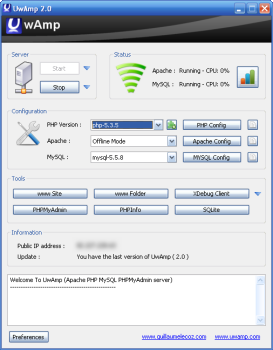 UwAmp 2.0
uwAmp
Server
Start
Stop
Status
Apache : Running - CPU: 0%
MySQL : Running - CPU: 0%
Configuration
PHP Version : php-5.3.5 PHP Config
Apache : Offline Mode Apache Config
MySQL : mysql-5.5.8 MYSQL Config
Tools
www Site www Folder XDebug Client
PHPMyAdmin PHPInfo SQLite
Information
Public IP address :
Update : You have the last version of UwAmp ( 2.0 )
Welcome To UwAmp (Apache PHP MySQL PHPMyAdmin server)
Preferences www.guillaumelecoz.com www.uwamp.com